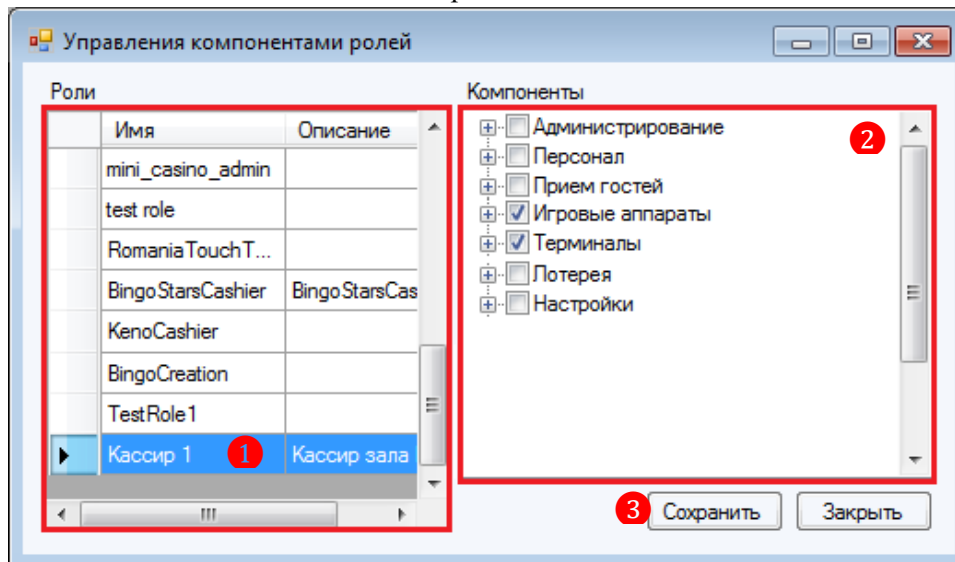 Управления компонентами ролей
Роли
Компоненты
Имя Описание
mini_casino_admin
test role
RomaniaTouchT...
BingoStarsCashier BingoStarsCas
KenoCashier
BingoCreation
TestRole1
Кассир 1 1 Кассир зала
Администрирование
2
Персонал
Прием гостей
Игровые аппараты
Терминалы
Лотерея
Настройки
3 Сохранить Закрыть